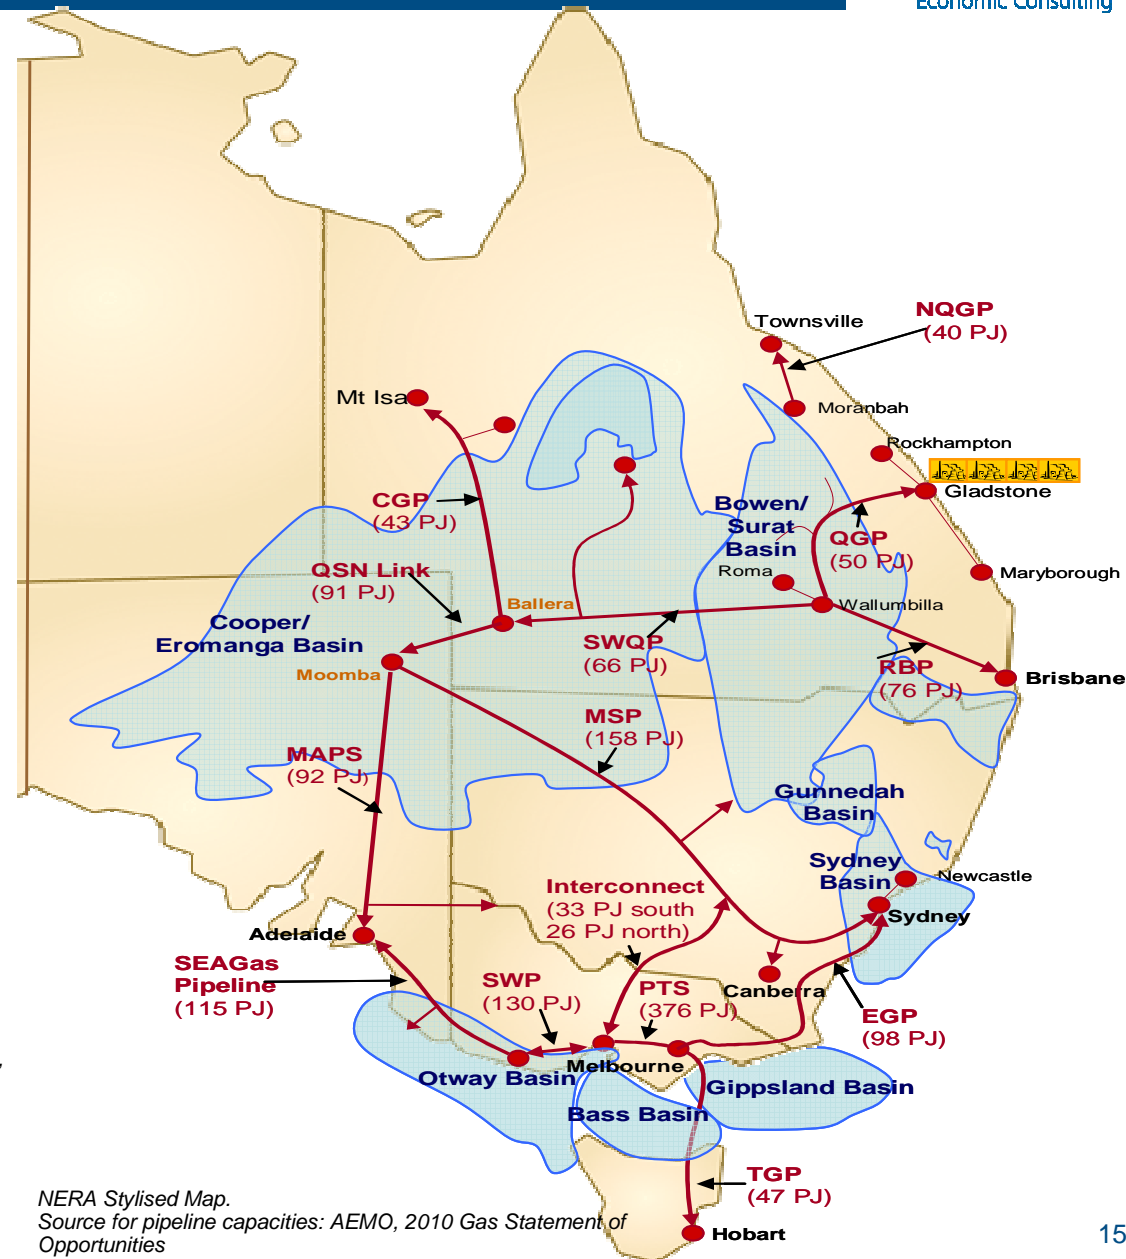 Economic Consulting
NQGP
(40 PJ)
Townsville
Mt Isa
Moranbah
Rockhampton
Gladstone
CGP
(43 PJ)
Bowen/
Surat
Basin
QGP
(50 PJ)
QSN Link
(91 PJ)
Roma
Maryborough
Ballera
Wallumbilla
Cooper/
Eromanga Basin
SWQP
(66 PJ)
Moomba
RBP
(76 PJ)
Brisbane
MSP
(158 PJ)
MAPS
(92 PJ)
Gunnedah
Basin
Sydney
Basin
Newcastle
Interconnect
(33 PJ south
26 PJ north)
Sydney
Adelaide
SEAGas
Pipeline
(115 PJ)
SWP
(130 PJ)
PTS
(376 PJ)
Canberra
EGP
(98 PJ)
Melbourne
Otway Basin
Gippsland Basin
Bass Basin
TGP
(47 PJ)
Hobart
NERA Stylised Map.
Source for pipeline capacities: AEMO, 2010 Gas Statement of
Opportunities
15